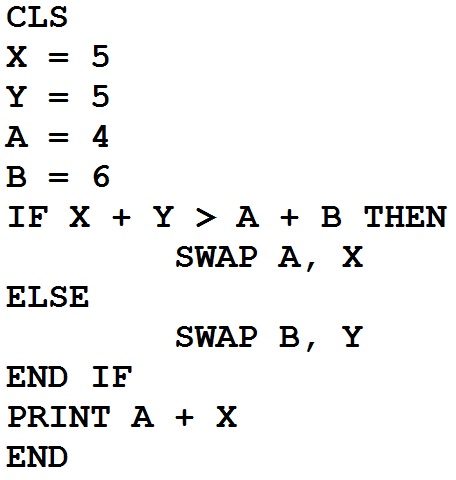 CLS
X = 5
Y = 5
A = 4
B = 6
IF X + Y > A + B THEN
SWAP A, X
ELSE
SWAP B, Y
END IF
PRINT A + X
END